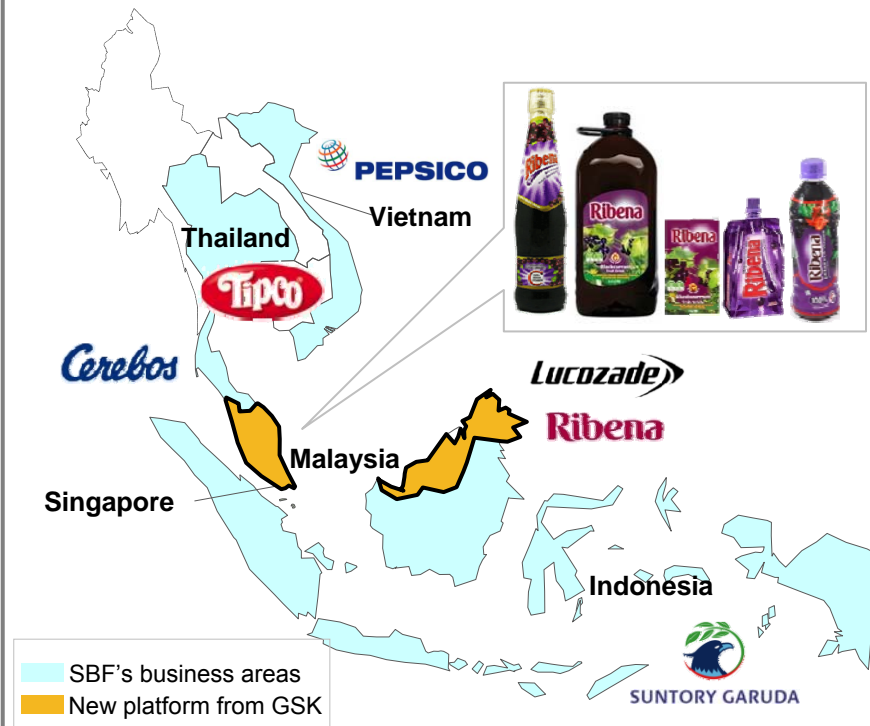 PEPSICO
Vietnam
Thailand
Tipco
Cerebos
Ribena
Ribena
Ribena
Ribena
Ribena
Lucozade
Ribena
Malaysia
Singapore
Indonesia
SUNTORY GARUDA
SBF's business areas
New platform from GSK